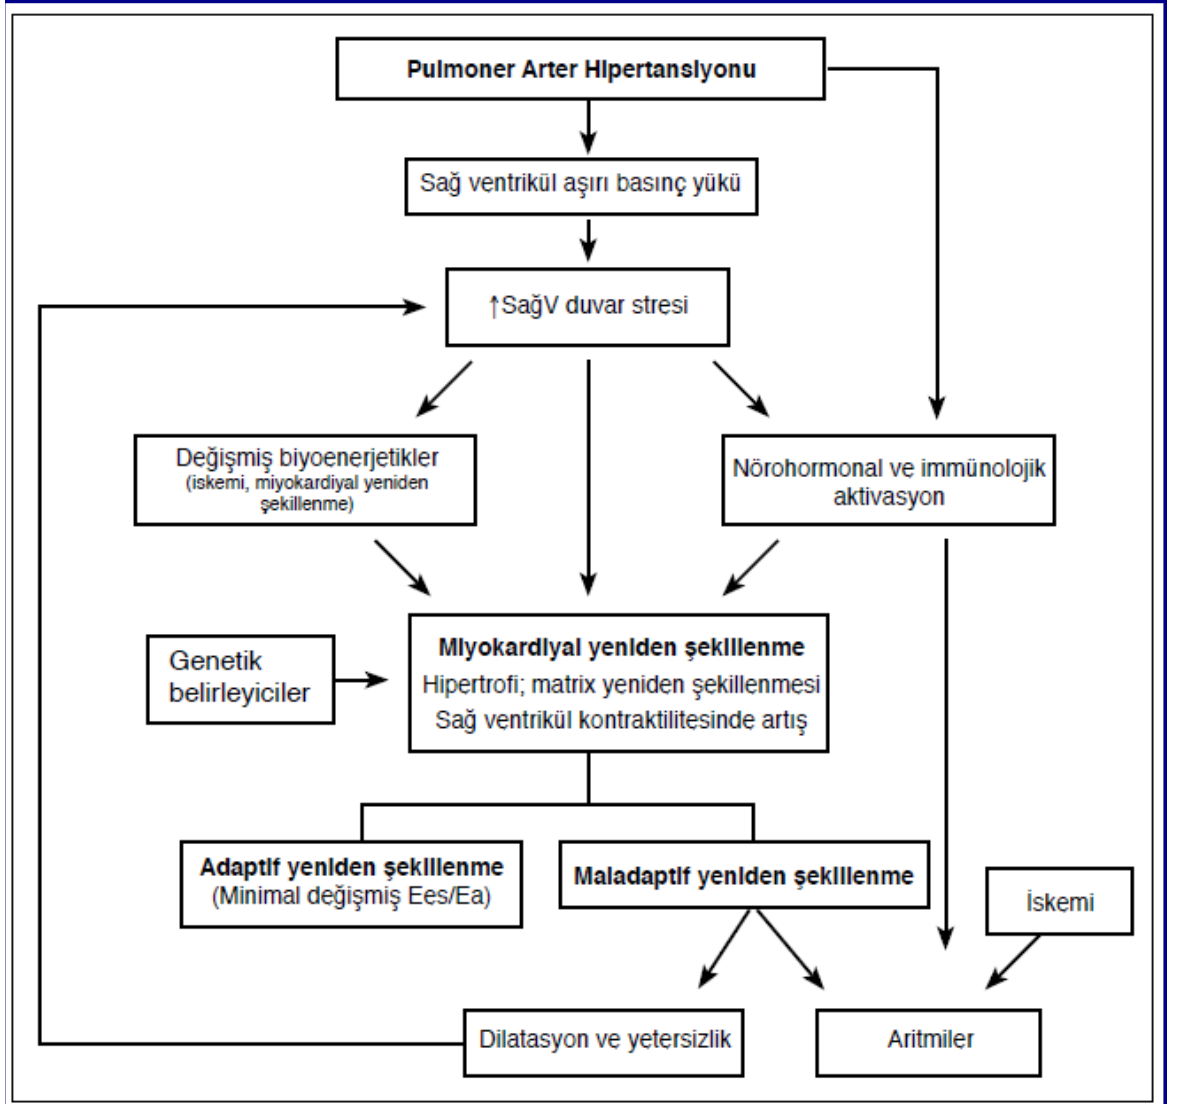 Pulmoner Arter Hipertansiyonu
Sağ ventrikül aşırı basınç yükü
↑SağV duvar stresi
Değişmiş biyoenerjetikler
(iskemi, miyokardiyal yeniden
şekillenme)
Nörohormonal ve immünolojik
aktivasyon
Genetik
belirleyiciler
Miyokardiyal yeniden şekillenme
Hipertrofi; matrix yeniden şekillenmesi
Sağ ventrikül kontraktilitesinde artış
Adaptif yeniden şekillenme
(Minimal değişmiş Ees/Ea)
Maladaptif yeniden şekillenme
İskemi
Dilatasyon ve yetersizlik
Aritmiler